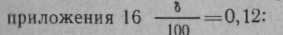 приложения 16 в/100 =0,12: